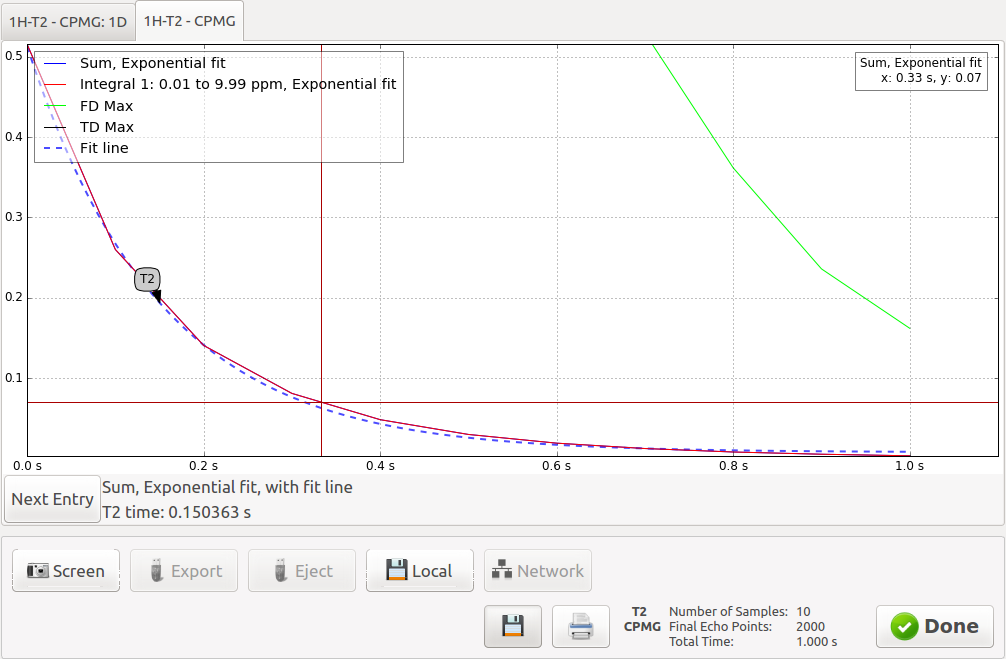 1H-T2 - CPMG: 1D
1H-T2 - CPMG
0.5
0.4
0.3
0.2
0.1
Sum, Exponential fit
Integral 1: 0.01 to 9.99 ppm, Exponential fit
FD Max
TD Max
Fit line
Sum, Exponential fit
x: 0.33 s, y: 0.07
T2
0.0 s
0.2 s
0.4 s
0.6 s
0.8 s
1.0 s
Next Entry
Sum, Exponential fit, with fit line
T2 time: 0.150363 s
Screen
Export
Eject
Local
Network
T2
CPMG
Number of Samples: 10
Final Echo Points: 2000
Total Time: 1.000 s
Done